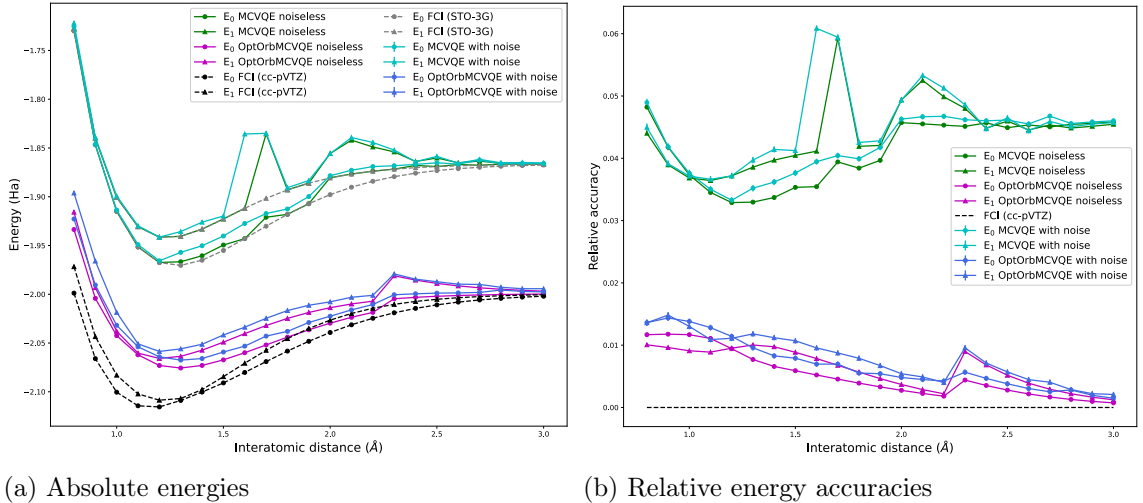 E₀ MCVQE noiseless
E₁ MCVQE noiseless
E₀ OptOrbMCVQE noiseless
E₁ OptOrbMCVQE noiseless
E₀ FCI (cc-pVTZ)
E₁ FCI (cc-pVTZ)
E₀ FCI (STO-3G)
E₁ FCI (STO-3G)
E₀ MCVQE with noise
E₁ MCVQE with noise
E₀ OptOrbMCVQE with noise
E₁ OptOrbMCVQE with noise
Energy (Ha)
−1.75
−1.80
−1.85
−1.90
−1.95
−2.00
−2.05
−2.10
1.0
1.5
2.0
2.5
3.0
Interatomic distance (Å)
(a) Absolute energies
Relative accuracy
0.06
0.05
0.04
0.03
0.02
0.01
0.00
E₀ MCVQE noiseless
E₁ MCVQE noiseless
E₀ OptOrbMCVQE noiseless
E₁ OptOrbMCVQE noiseless
FCI (cc-pVTZ)
E₀ MCVQE with noise
E₁ MCVQE with noise
E₀ OptOrbMCVQE with noise
E₁ OptOrbMCVQE with noise
1.0
1.5
2.0
2.5
3.0
Interatomic distance (Å)
(b) Relative energy accuracies